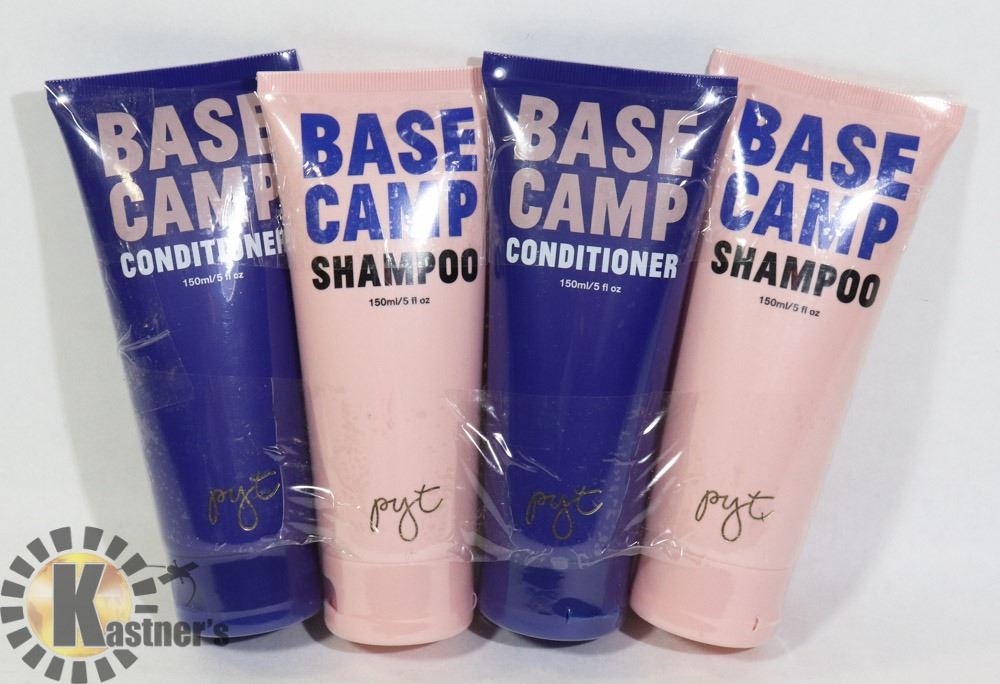 BASE
CAMP
CONDITIONER
150ml/5 fl oz
pyt
BASE
CAMP
SHAMPOO
150ml/5 fl oz
pyt
BASE
CAMP
CONDITIONER
150ml/5 fl oz
pyt
BASE
CAMP
SHAMPOO
150ml/5 fl oz
pyt
Kastner's